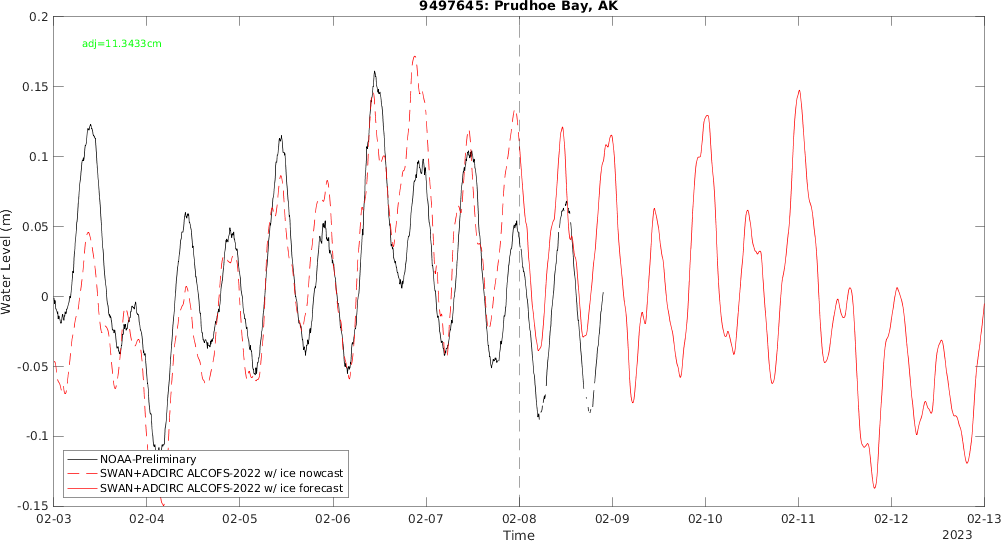 9497645: Prudhoe Bay, AK
adj=11.3433cm
Water Level (m)
0.2
0.15
0.1
0.05
0
-0.05
-0.1
-0.15
NOAA-Preliminary
SWAN+ADCIRC ALCOFS-2022 w/ ice nowcast
SWAN+ADCIRC ALCOFS-2022 w/ ice forecast
02-03 02-04 02-05 02-06 02-07 02-08 02-09 02-10 02-11 02-12 02-13
Time
2023